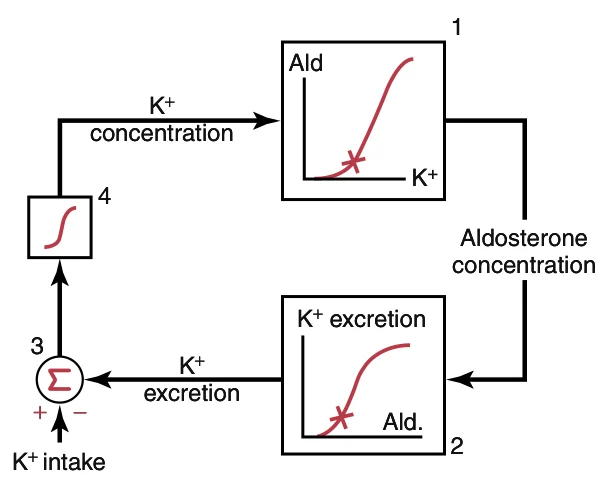 1
Ald
K⁺
K⁺
concentration
4
Aldosterone
concentration
K⁺ excretion
Ald.
2
3
Σ
+ −
K⁺
excretion
K⁺ intake